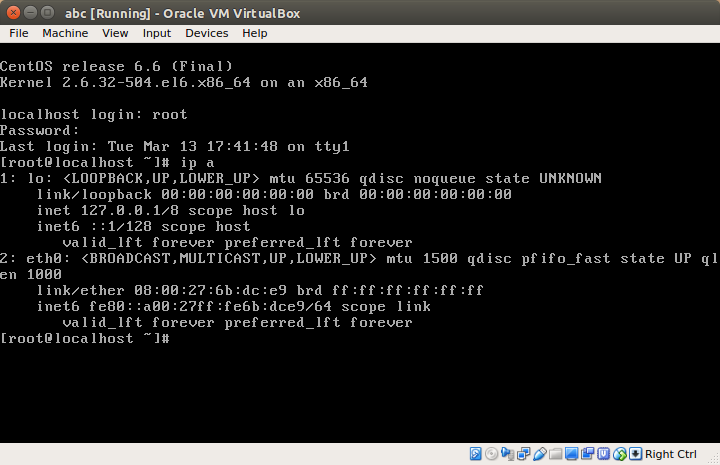 abc [Running] - Oracle VM VirtualBox
File Machine View Input Devices Help
CentOS release 6.6 (Final)
Kernel 2.6.32-504.el6.x86_64 on an x86_64
localhost login: root
Password:
Last login: Tue Mar 13 17:41:48 on tty1
[root@localhost ~]# ip a
1: lo: <LOOPBACK,UP,LOWER_UP> mtu 65536 qdisc noqueue state UNKNOWN
    link/loopback 00:00:00:00:00:00 brd 00:00:00:00:00:00
    inet 127.0.0.1/8 scope host lo
    inet6 ::1/128 scope host
       valid_lft forever preferred_lft forever
2: eth0: <BROADCAST,MULTICAST,UP,LOWER_UP> mtu 1500 qdisc pfifo_fast state UP ql
en 1000
    link/ether 08:00:27:6b:dc:e9 brd ff:ff:ff:ff:ff:ff
    inet6 fe80::a00:27ff:fe6b:dce9/64 scope link
       valid_lft forever preferred_lft forever
[root@localhost ~]#
Right Ctrl